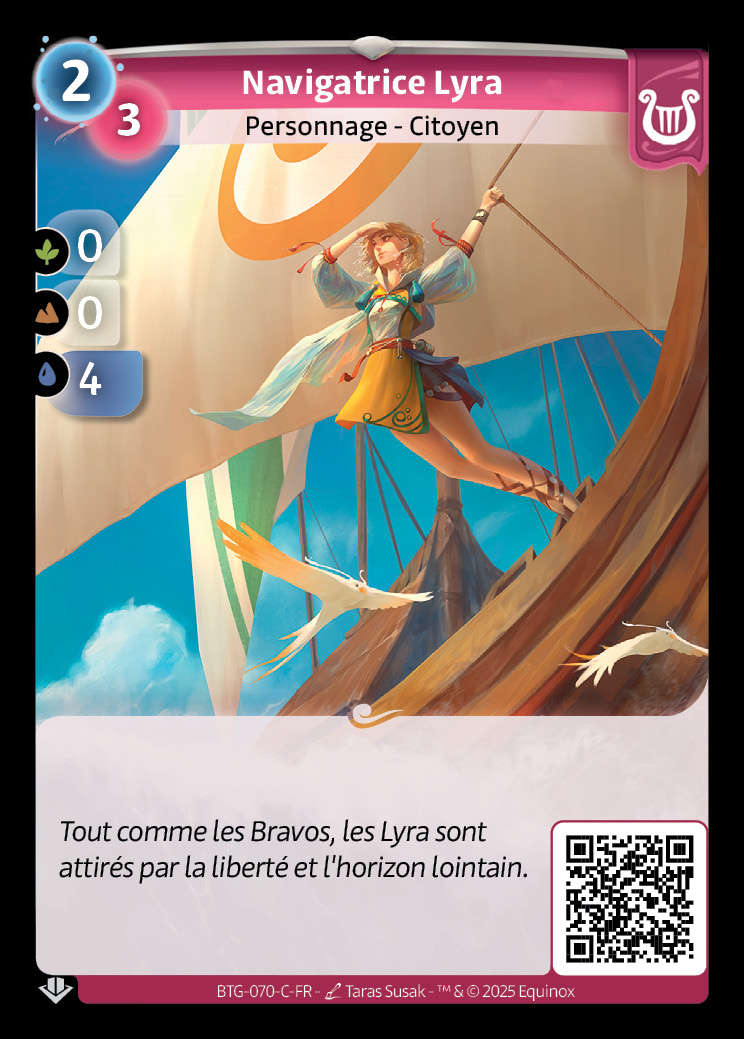 2
Navigatrice Lyra
3
Personnage - Citoyen
0
0
4
Tout comme les Bravos, les Lyra sont
attirés par la liberté et l'horizon lointain.
BTG-070-C-FR - Taras Susak - ™ & © 2025 Equinox